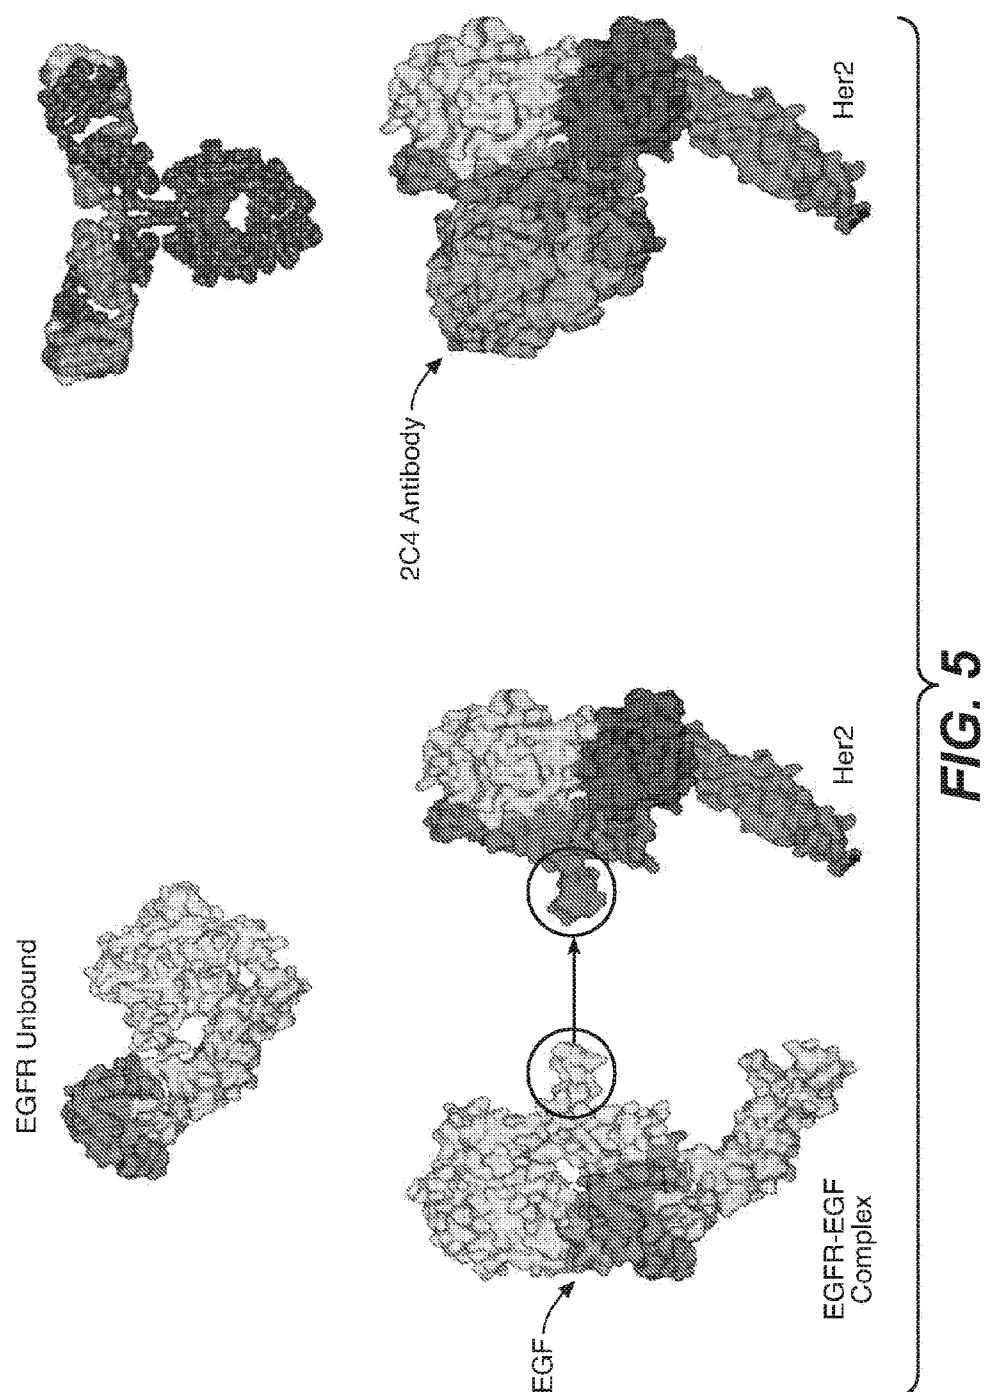 EGFR Unbound
EGF
EGFR-EGF
Complex
Her2
2C4 Antibody
Her2
FIG. 5